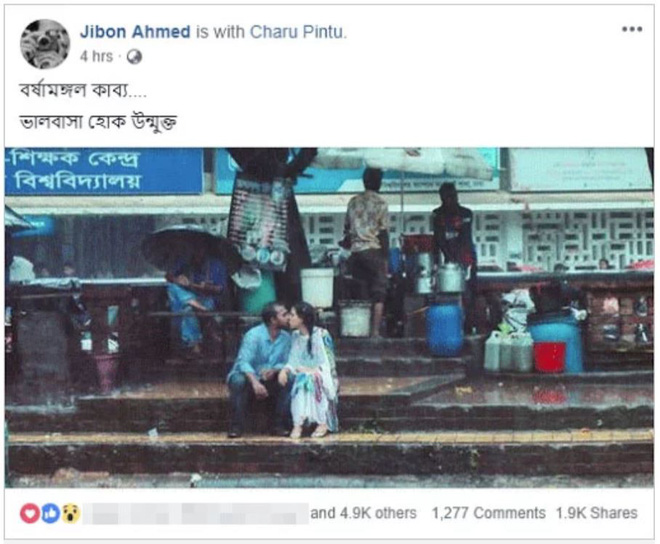 Jibon Ahmed is with Charu Pintu.
4 hrs
বর্ষামঙ্গল কাব্য....
ভালবাসা হোক উন্মুক্ত
-শিক্ষক কেন্দ্র
বিশ্ববিদ্যালয়
and 4.9K others 1,277 Comments 1.9K Shares